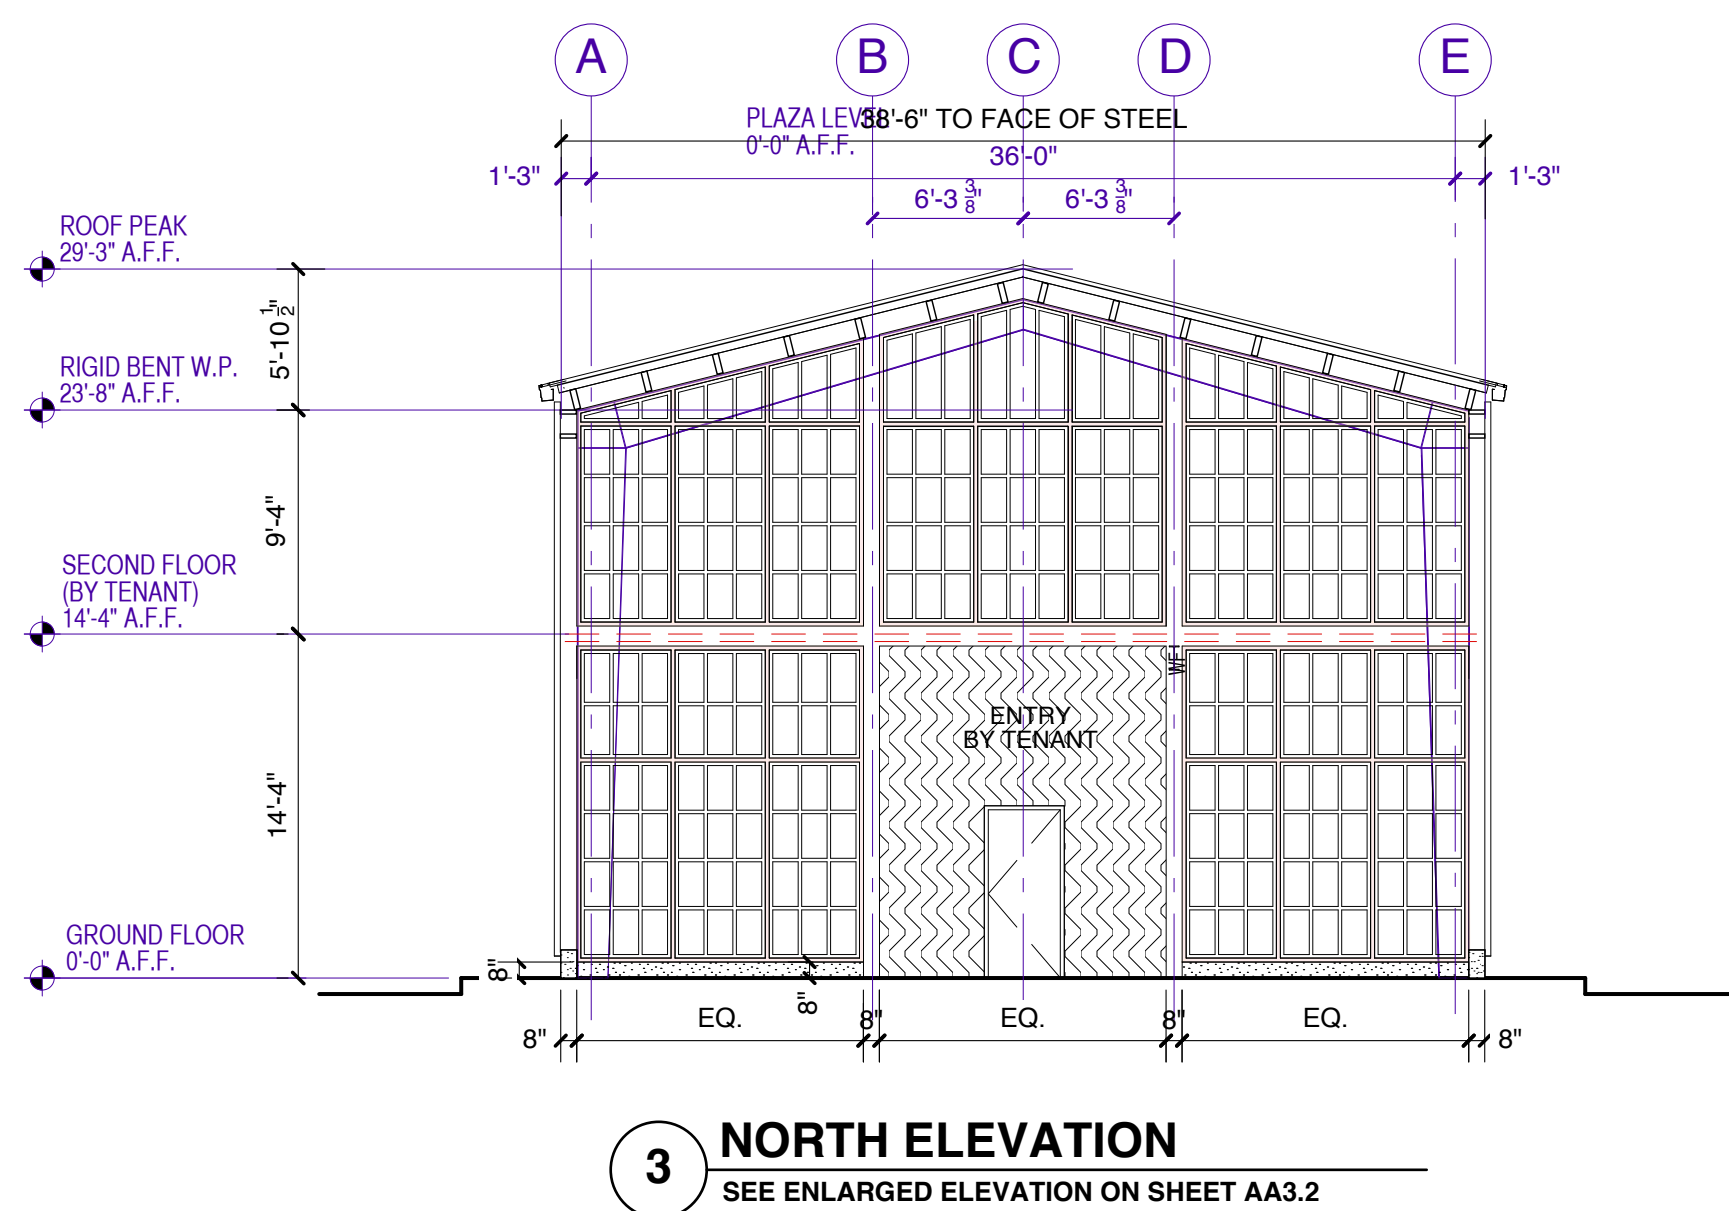 A
B
C
D
E
PLAZA LEVEL
0'-0" A.F.F.
38'-6" TO FACE OF STEEL
36'-0"
1'-3"
1'-3"
6'-3 3/8"
6'-3 3/8"
ROOF PEAK
29'-3" A.F.F.
5'-10 1/2"
RIGID BENT W.P.
23'-8" A.F.F.
9'-4"
SECOND FLOOR
(BY TENANT)
14'-4" A.F.F.
WF1
ENTRY
BY TENANT
14'-4"
GROUND FLOOR
0'-0" A.F.F.
8"
8"
EQ.
8"
EQ.
8"
EQ.
8"
8"
3
NORTH ELEVATION
SEE ENLARGED ELEVATION ON SHEET AA3.2